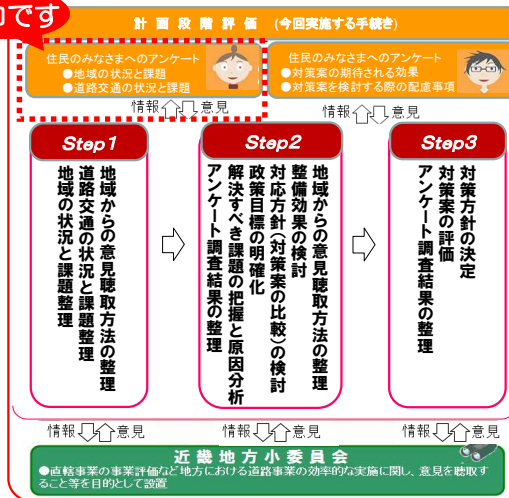 です
計画段階評価 (今回実施する手続き)
住民のみなさまへのアンケート
●地域の状況と課題
●道路交通の状況と課題
住民のみなさまへのアンケート
●対策案の期待される効果
●対策案を検討する際の配慮事項
情報 意見
情報 意見
Step1
地域からの意見聴取方法の整理
道路交通の状況と課題整理
地域の状況と課題整理
Step2
地域からの意見聴取方法の整理
整備効果の検討
対応方針(対策案の比較)の検討
政策目標の明確化
解決すべき課題の把握と原因分析
アンケート調査結果の整理
Step3
対策方針の決定
対策案の評価
アンケート調査結果の整理
情報 意見
情報 意見
情報 意見
近畿地方小委員会
●直轄事業の事業評価など地方における道路事業の効率的な実施に関し、意見を聴取す
ること等を目的として設置